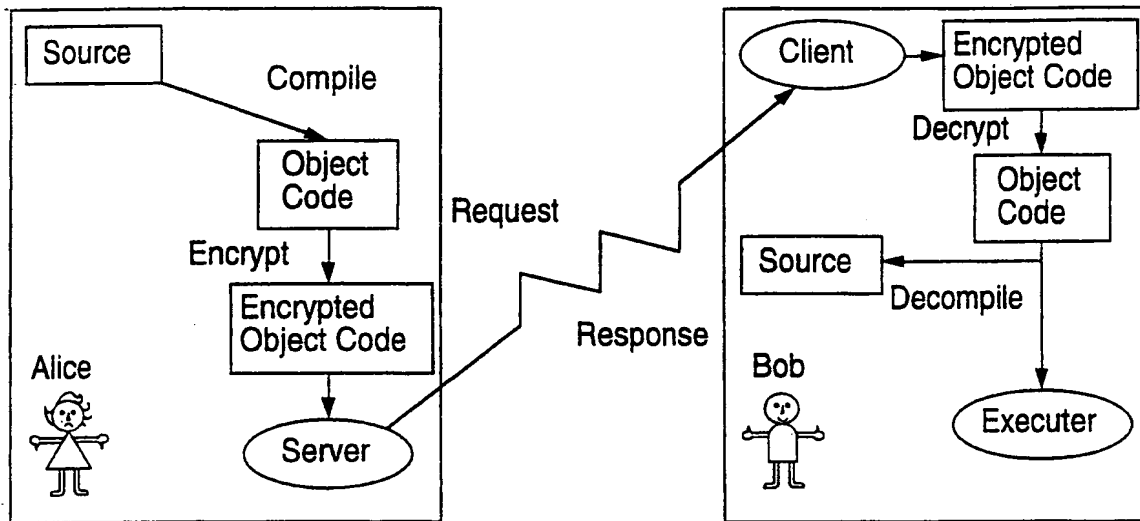 Source
Compile
Object
Code
Encrypt
Encrypted
Object Code
Alice
Server
Request
Response
Client
Encrypted
Object Code
Decrypt
Object
Code
Source
Decompile
Bob
Executer